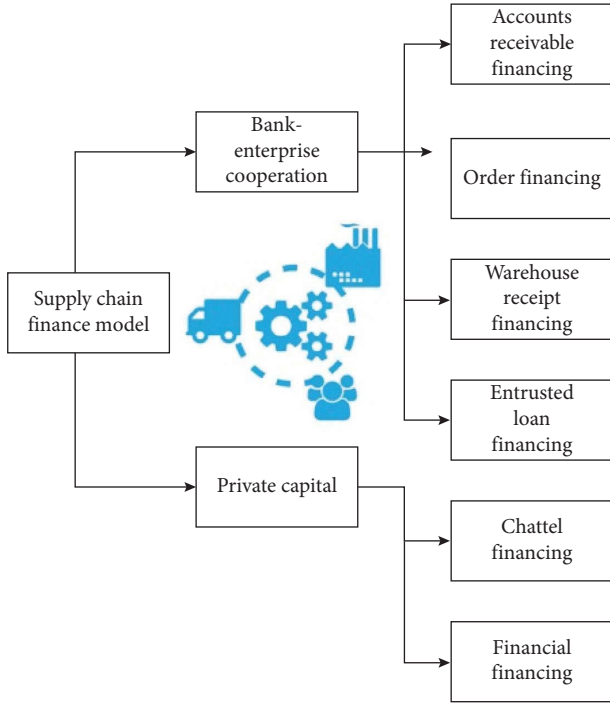 Supply chain
finance model
Bank-
enterprise
cooperation
Private capital
Accounts
receivable
financing
Order financing
Warehouse
receipt
financing
Entrusted
loan
financing
Chattel
financing
Financial
financing